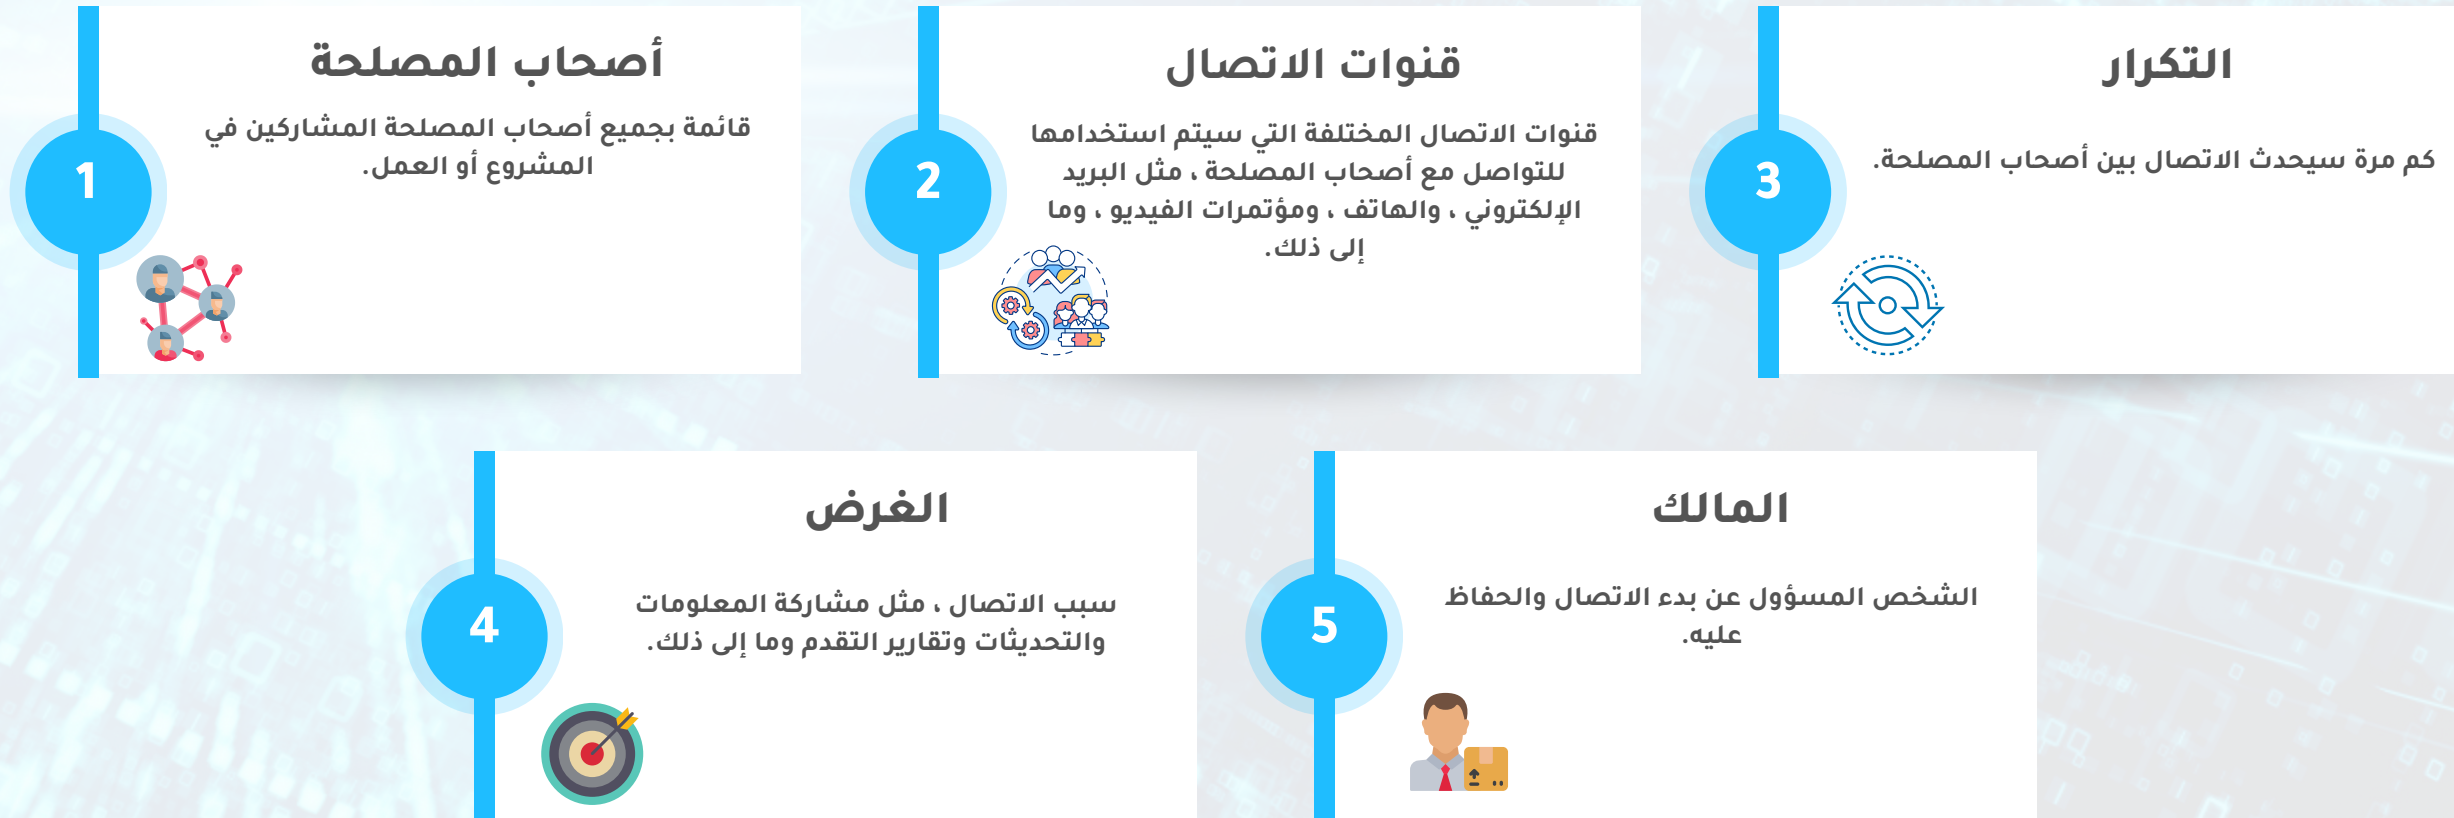 1
أصحاب المصلحة
قائمة بجميع أصحاب المصلحة المشاركين في
المشروع أو العمل.
2
قنوات الاتصال
قنوات الاتصال المختلفة التي سيتم استخدامها
للتواصل مع أصحاب المصلحة ، مثل البريد
الإلكتروني ، والهاتف ، ومؤتمرات الفيديو ، وما
إلى ذلك.
3
التكرار
كم مرة سيحدث الاتصال بين أصحاب المصلحة.
4
الغرض
سبب الاتصال ، مثل مشاركة المعلومات
والتحديثات وتقارير التقدم وما إلى ذلك.
5
المالك
الشخص المسؤول عن بدء الاتصال والحفاظ
عليه.